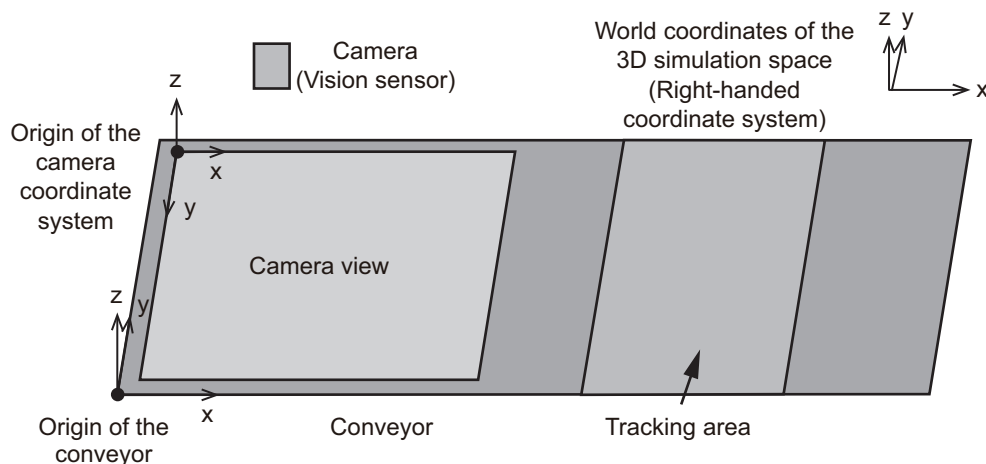 Camera
(Vision sensor)
World coordinates of the
3D simulation space
(Right-handed
coordinate system)
z y
x
Origin of the
camera
coordinate
system
z
x
y
Camera view
z
y
x
Origin of the
conveyor
Conveyor
Tracking area